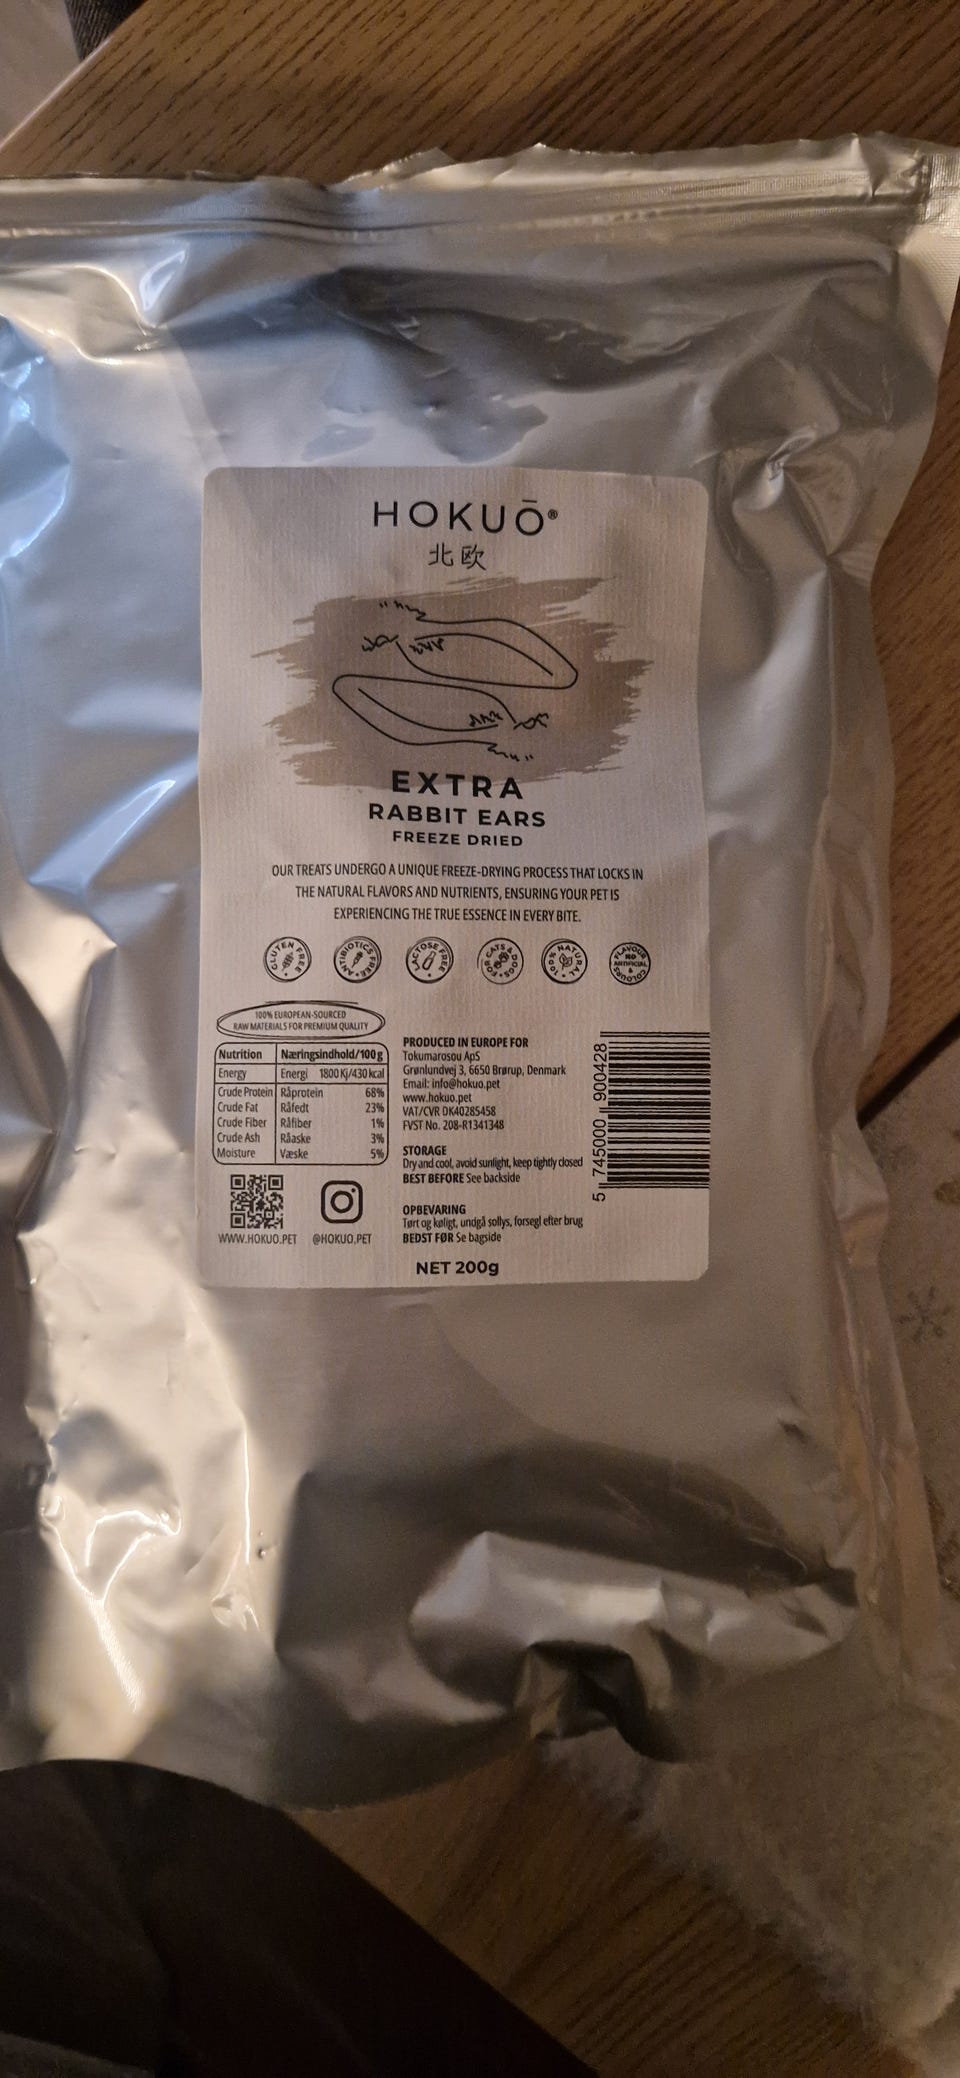 HOKUŌ®
北欧
EXTRA
RABBIT EARS
FREEZE DRIED
OUR TREATS UNDERGO A UNIQUE FREEZE-DRYING PROCESS THAT LOCKS IN
THE NATURAL FLAVORS AND NUTRIENTS, ENSURING YOUR PET IS
EXPERIENCING THE TRUE ESSENCE IN EVERY BITE.
GLUTEN FREE
ANTIBIOTICS FREE
LACTOSE FREE
FOR CATS & DOGS
100% NATURAL
NO ARTIFICIAL FLAVOUR & COLOURS
100% EUROPEAN-SOURCED
RAW MATERIALS FOR PREMIUM QUALITY
Nutrition Næringsindhold/100 g
Energy Energi 1800 Kj/430 kcal
Crude Protein Råprotein 68%
Crude Fat Råfedt 23%
Crude Fiber Råfiber 1%
Crude Ash Råaske 3%
Moisture Væske 5%
WWW.HOKUO.PET
@HOKUO.PET
PRODUCED IN EUROPE FOR
Tokumarosou ApS
Grønlundvej 3, 6650 Brørup, Denmark
Email: info@hokuo.pet
www.hokuo.pet
VAT/CVR DK40285458
FVST No. 208-R1341348
STORAGE
Dry and cool, avoid sunlight, keep tightly closed
BEST BEFORE See backside
OPBEVARING
Tørt og køligt, undgå sollys, forsegl efter brug
BEDST FØR Se bagside
NET 200g
5 745000 900428